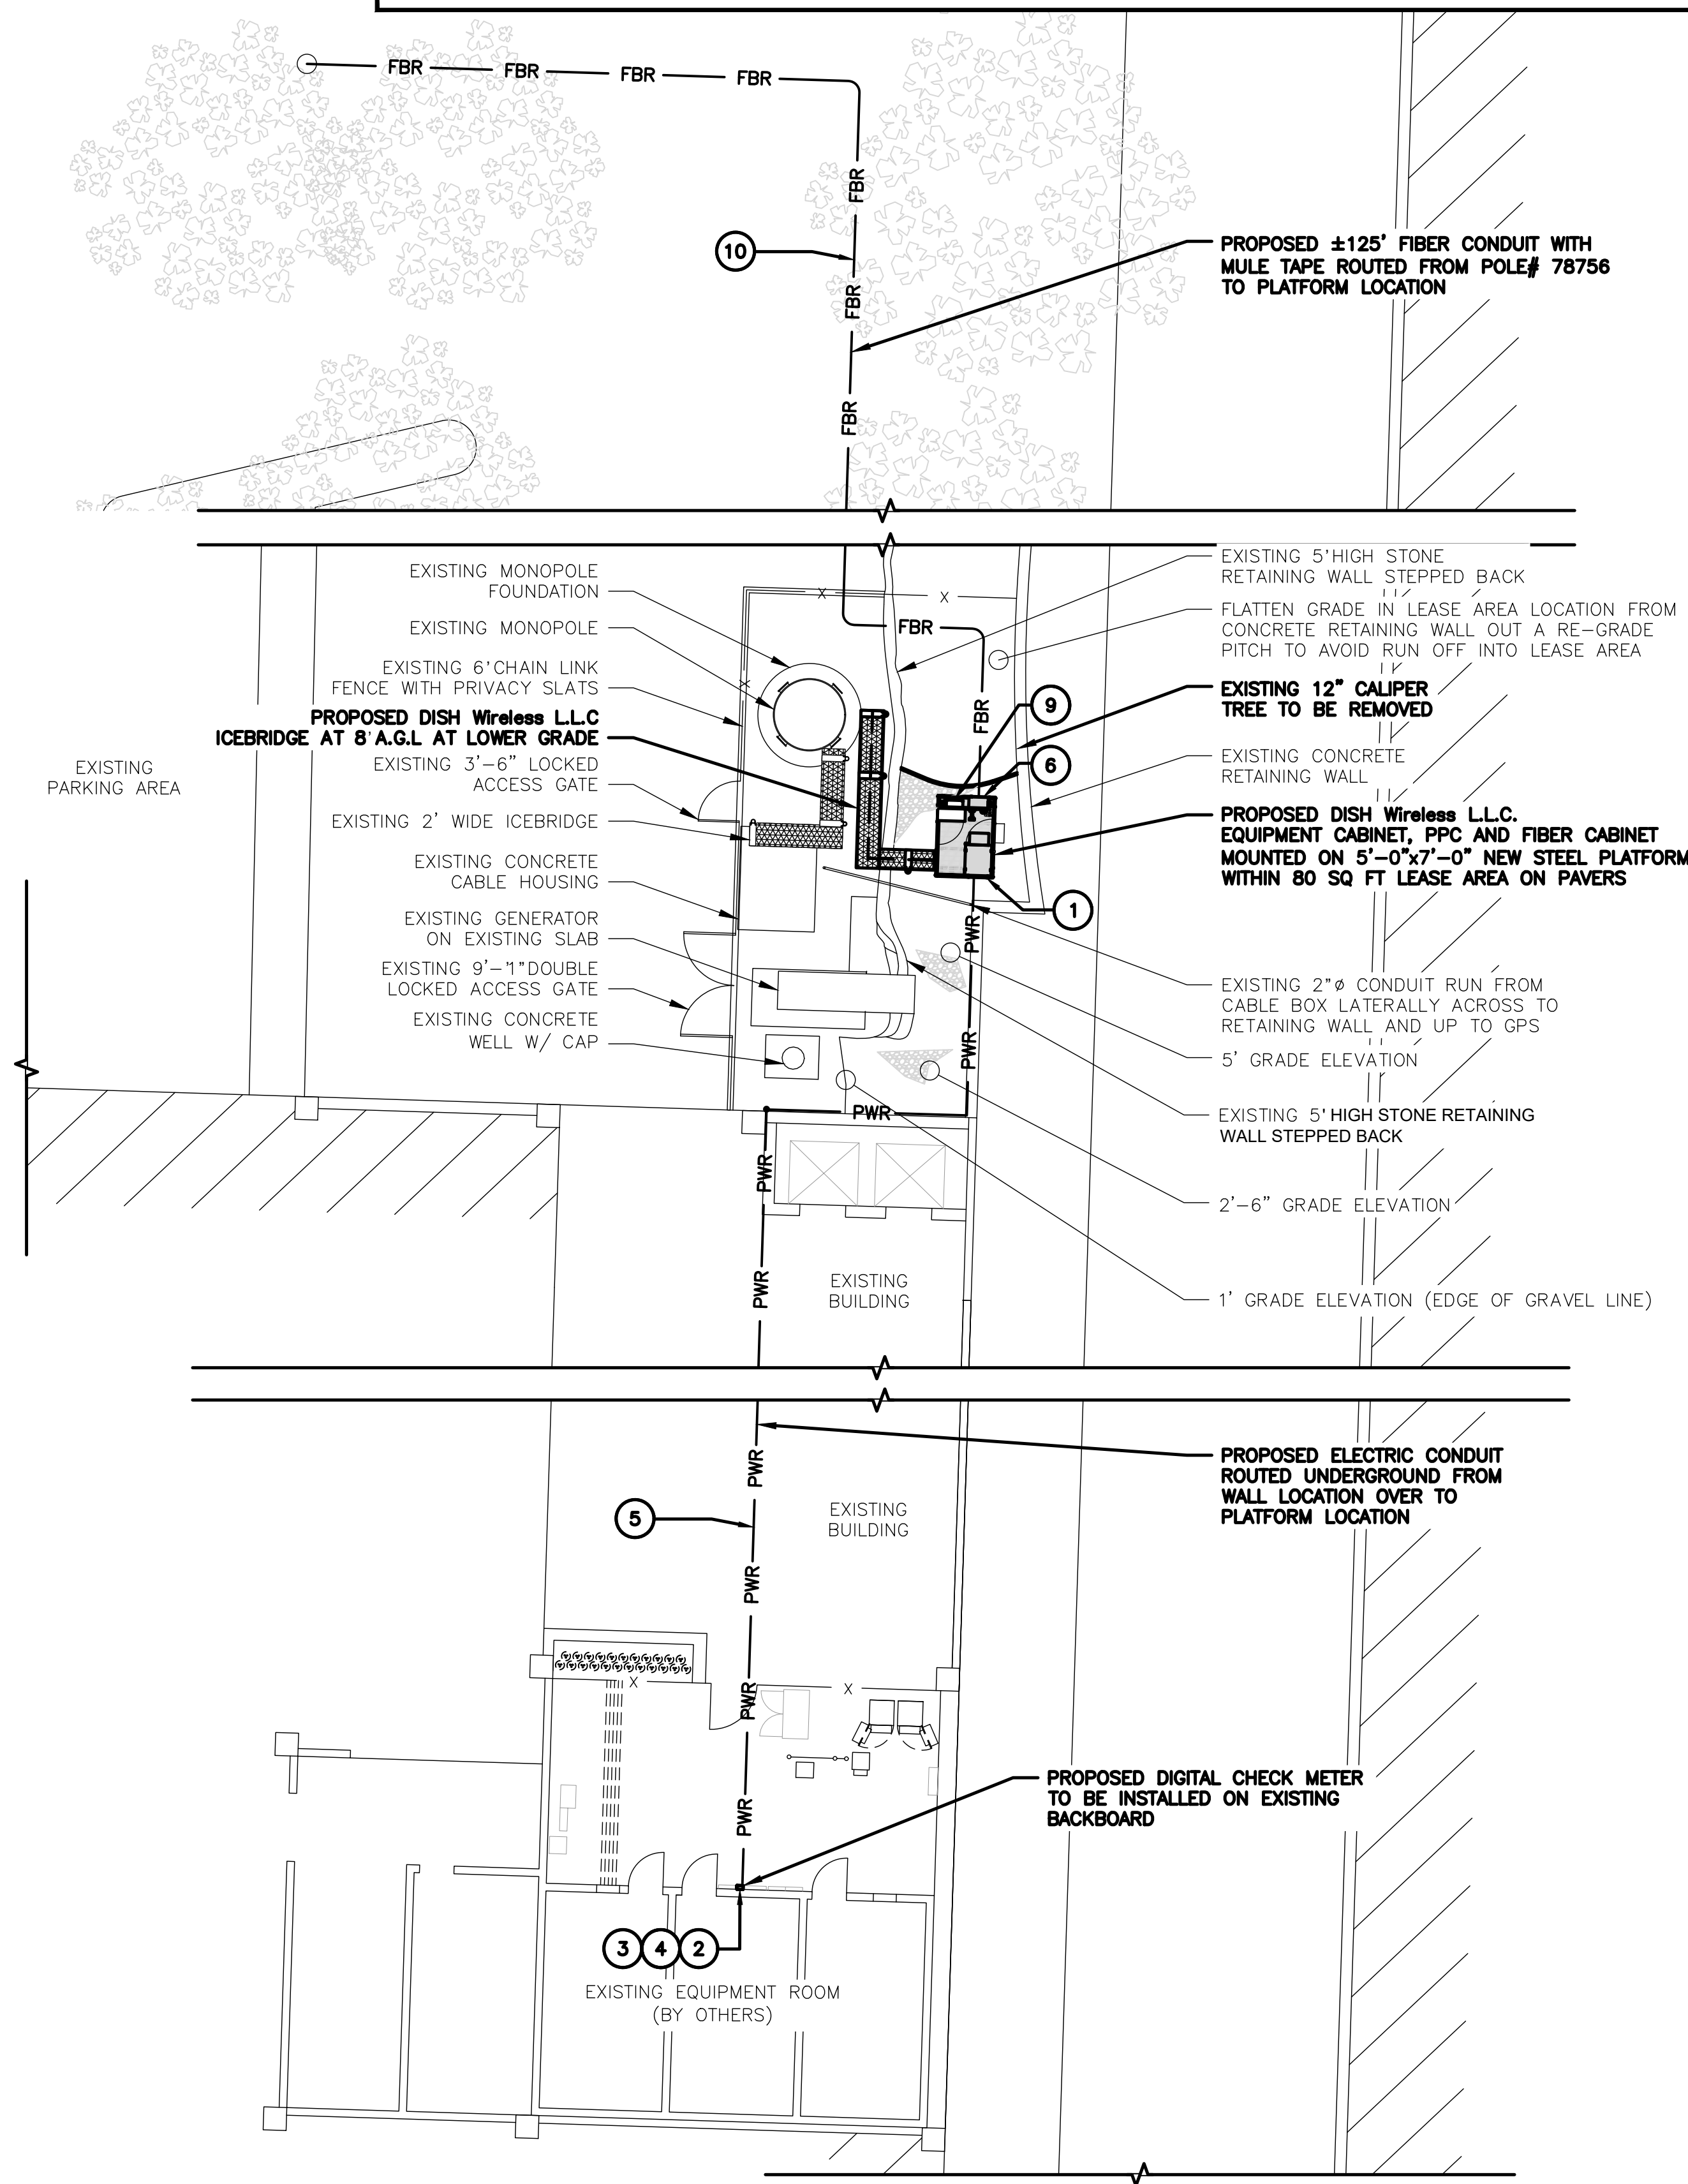 FBR FBR FBR FBR
FBR
10
PROPOSED ±125' FIBER CONDUIT WITH
MULE TAPE ROUTED FROM POLE# 78756
TO PLATFORM LOCATION
FBR
FBR
EXISTING MONOPOLE
FOUNDATION
EXISTING MONOPOLE
EXISTING 6' CHAIN LINK
FENCE WITH PRIVACY SLATS
PROPOSED DISH Wireless L.L.C
ICEBRIDGE AT 8' A.G.L AT LOWER GRADE
EXISTING 3'-6" LOCKED
ACCESS GATE
EXISTING 2' WIDE ICEBRIDGE
EXISTING CONCRETE
CABLE HOUSING
EXISTING GENERATOR
ON EXISTING SLAB
EXISTING 9'-1" DOUBLE
LOCKED ACCESS GATE
EXISTING CONCRETE
WELL W/ CAP
EXISTING
PARKING AREA
X
X
X
FBR
FBR
9
6
1
EXISTING 5' HIGH STONE
RETAINING WALL STEPPED BACK
FLATTEN GRADE IN LEASE AREA LOCATION FROM
CONCRETE RETAINING WALL OUT A RE-GRADE
PITCH TO AVOID RUN OFF INTO LEASE AREA
EXISTING 12" CALIPER
TREE TO BE REMOVED
EXISTING CONCRETE
RETAINING WALL
PROPOSED DISH Wireless L.L.C.
EQUIPMENT CABINET, PPC AND FIBER CABINET
MOUNTED ON 5'-0"x7'-0" NEW STEEL PLATFORM
WITHIN 80 SQ FT LEASE AREA ON PAVERS
EXISTING 2"ø CONDUIT RUN FROM
CABLE BOX LATERALLY ACROSS TO
RETAINING WALL AND UP TO GPS
5' GRADE ELEVATION
EXISTING 5' HIGH STONE RETAINING
WALL STEPPED BACK
2'-6" GRADE ELEVATION
1' GRADE ELEVATION (EDGE OF GRAVEL LINE)
PWR
PWR
PWR
PWR
PWR
EXISTING
BUILDING
PROPOSED ELECTRIC CONDUIT
ROUTED UNDERGROUND FROM
WALL LOCATION OVER TO
PLATFORM LOCATION
PWR
5
EXISTING
BUILDING
PWR
X
PWR
X
PROPOSED DIGITAL CHECK METER
TO BE INSTALLED ON EXISTING
BACKBOARD
PWR
3 4 2
EXISTING EQUIPMENT ROOM
(BY OTHERS)